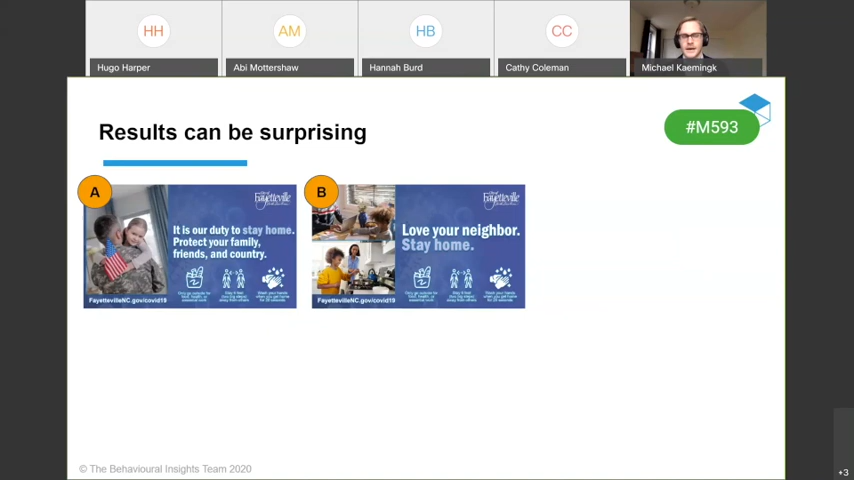 HH
AM
HB
CC
Hugo Harper
Abi Mottershaw
Hannah Burd
Cathy Coleman
Michael Kaemingk
Results can be surprising
#M593
A
Fayetteville
It is our duty to stay home.
Protect your family,
friends, and country.
FayettevilleNC.gov/covid19
B
Fayetteville
Love your neighbor.
Stay home.
FayettevilleNC.gov/covid19
© The Behavioural Insights Team 2020
+3